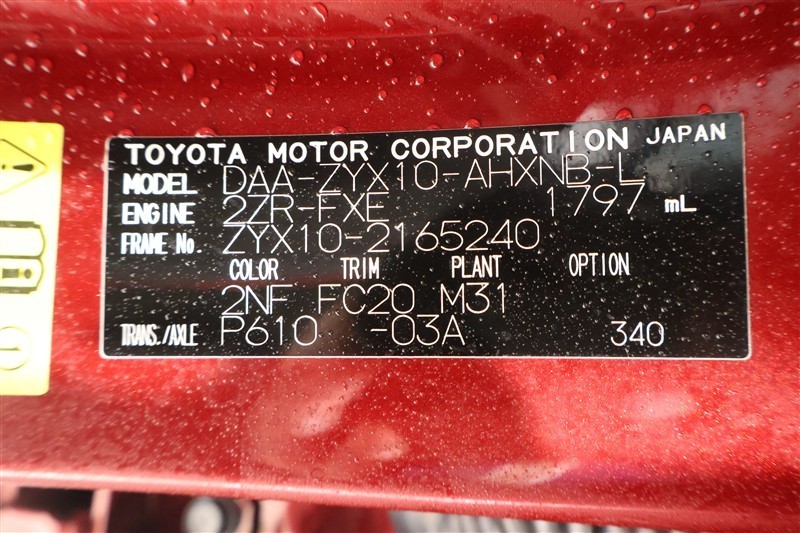 TOYOTA MOTOR CORPORATION JAPAN
MODEL DAA-ZYX10-AHXNB-L
ENGINE 2ZR-FXE 1797 mL
FRAME No. ZYX10-2165240
COLOR TRIM PLANT OPTION
2NF FC20 M31
TRANS./AXLE P610 -03A 340